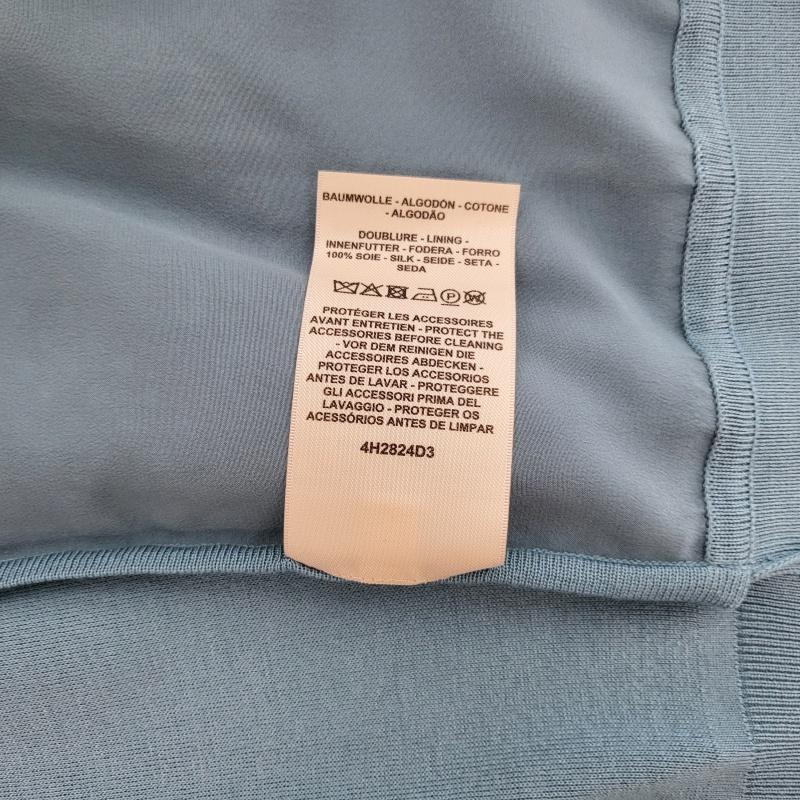 BAUMWOLLE - ALGODÓN - COTONE
- ALGODÃO
DOUBLURE - LINING -
INNENFUTTER - FODERA - FORRO
100% SOIE - SILK - SEIDE - SETA -
SEDA
P W
PROTÉGER LES ACCESSOIRES
AVANT ENTRETIEN - PROTECT THE
ACCESSORIES BEFORE CLEANING
- VOR DEM REINIGEN DIE
ACCESSOIRES ABDECKEN -
PROTEGER LOS ACCESORIOS
ANTES DE LAVAR - PROTEGGERE
GLI ACCESSORI PRIMA DEL
LAVAGGIO - PROTEGER OS
ACESSÓRIOS ANTES DE LIMPAR
4H2824D3